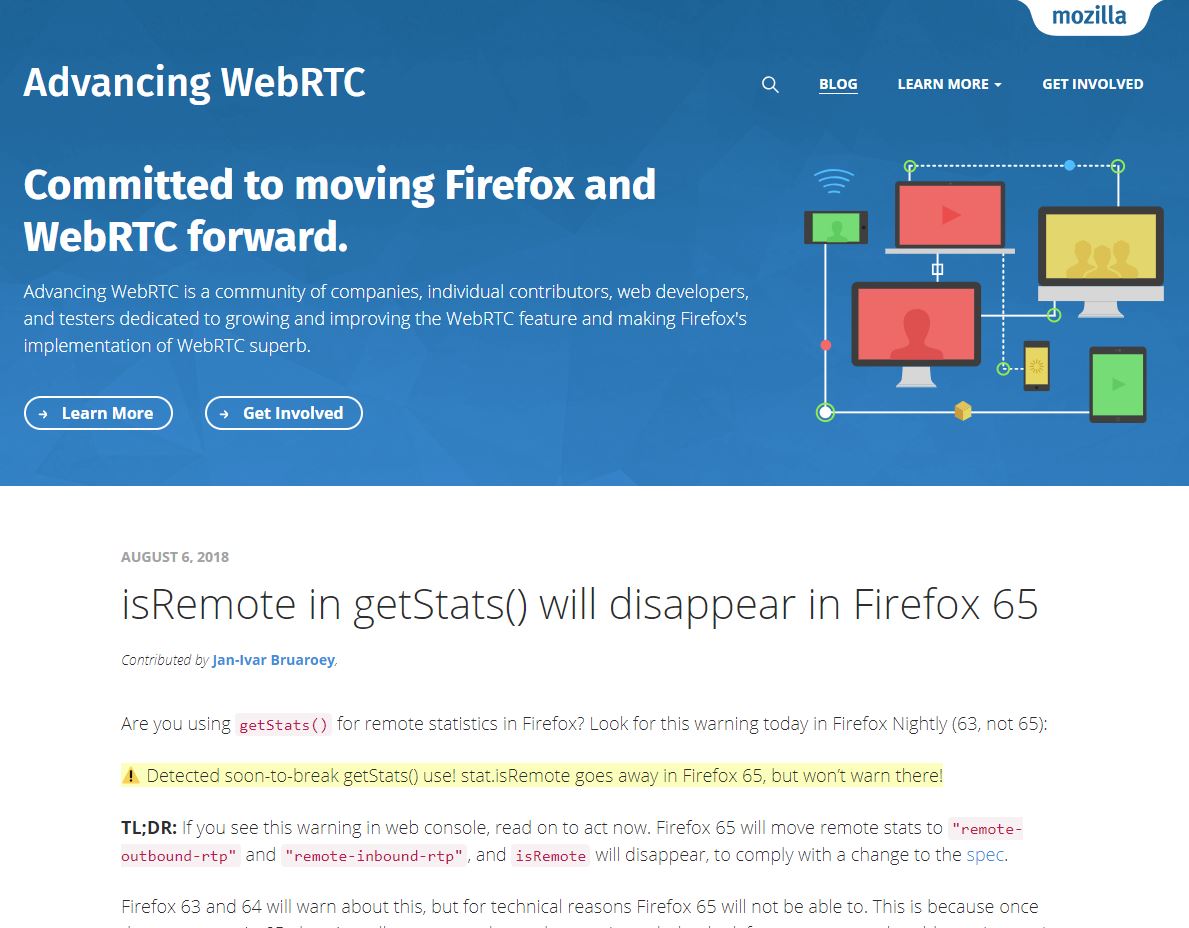 mozilla
Advancing WebRTC
BLOG
LEARN MORE
GET INVOLVED
Committed to moving Firefox and
WebRTC forward.
Advancing WebRTC is a community of companies, individual contributors, web developers,
and testers dedicated to growing and improving the WebRTC feature and making Firefox's
implementation of WebRTC superb.
→ Learn More
→ Get Involved
AUGUST 6, 2018
isRemote in getStats() will disappear in Firefox 65
Contributed by Jan-Ivar Bruaroey,
Are you using getStats() for remote statistics in Firefox? Look for this warning today in Firefox Nightly (63, not 65):
⚠ Detected soon-to-break getStats() use! stat.isRemote goes away in Firefox 65, but won’t warn there!
TL;DR: If you see this warning in web console, read on to act now. Firefox 65 will move remote stats to "remote-
outbound-rtp" and "remote-inbound-rtp", and isRemote will disappear, to comply with a change to the spec.
Firefox 63 and 64 will warn about this, but for technical reasons Firefox 65 will not be able to. This is because once